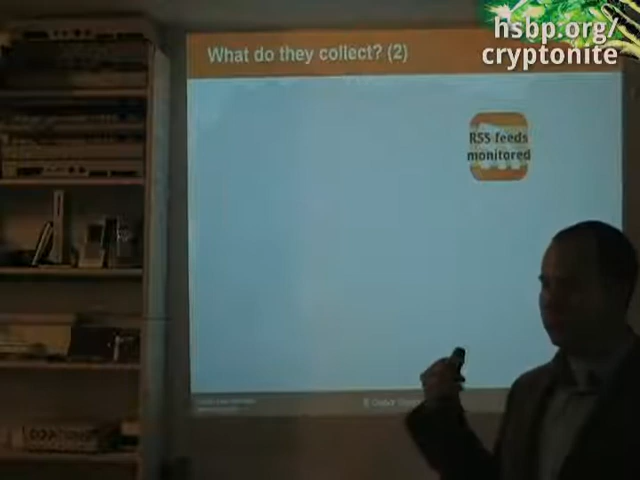 hsbp.org/
cryptonite
What do they collect? (2)
RSS feeds
monitored